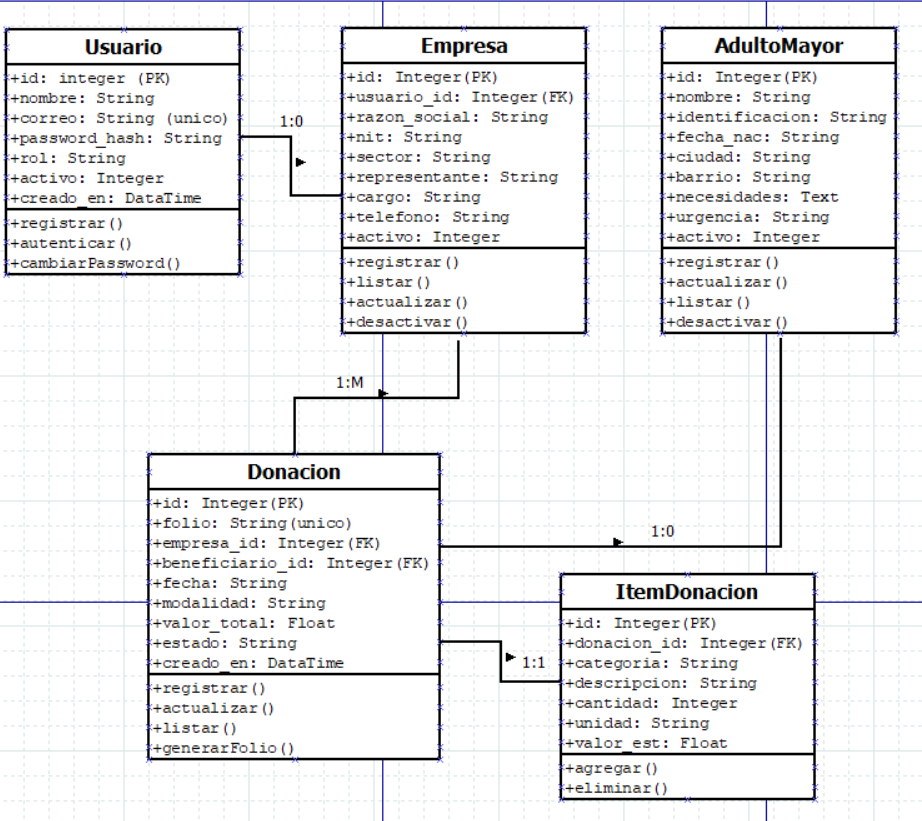 Usuario
+id: integer (PK)
+nombre: String
+correo: String (unico)
+password_hash: String
+rol: String
+activo: Integer
+creado_en: DataTime
+registrar()
+autenticar()
+cambiarPassword()
1:0
Empresa
+id: Integer(PK)
+usuario_id: Integer(FK)
+razon_social: String
+nit: String
+sector: String
+representante: String
+cargo: String
+telefono: String
+activo: Integer
+registrar()
+listar()
+actualizar()
+desactivar()
AdultoMayor
+id: Integer(PK)
+nombre: String
+identificacion: String
+fecha_nac: String
+ciudad: String
+barrio: String
+necesidades: Text
+urgencia: String
+activo: Integer
+registrar()
+actualizar()
+listar()
+desactivar()
1:M
Donacion
+id: Integer(PK)
+folio: String(unico)
+empresa_id: Integer(FK)
+beneficiario_id: Integer(FK)
+fecha: String
+modalidad: String
+valor_total: Float
+estado: String
+creado_en: DataTime
+registrar()
+actualizar()
+listar()
+generarFolio()
1:0
1:1
ItemDonacion
+id: Integer(PK)
+donacion_id: Integer(FK)
+categoria: String
+descripcion: String
+cantidad: Integer
+unidad: String
+valor_est: Float
+agregar()
+eliminar()